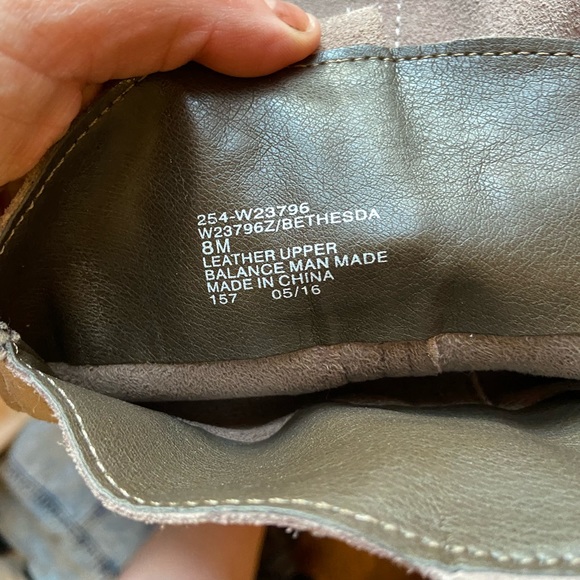 254-W23796
W23796Z/BETHESDA
8M
LEATHER UPPER
BALANCE MAN MADE
MADE IN CHINA
157 05/16